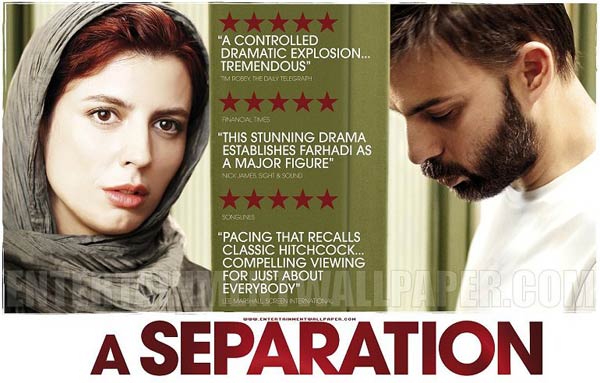 ★★★★★
“A CONTROLLED
DRAMATIC EXPLOSION...
TREMENDOUS”
TIM ROBEY, THE DAILY TELEGRAPH
★★★★★
FINANCIAL TIMES
“THIS STUNNING DRAMA
ESTABLISHES FARHADI AS
A MAJOR FIGURE”
NICK JAMES, SIGHT & SOUND
★★★★★
SONGLINES
“PACING THAT RECALLS
CLASSIC HITCHCOCK...
COMPELLING VIEWING
FOR JUST ABOUT
EVERYBODY”
LEE MARSHALL, SCREEN INTERNATIONAL
ENTERTAINMENTWALLPAPER.COM
WWW.ENTERTAINMENTWALLPAPER.COM
A SEPARATION